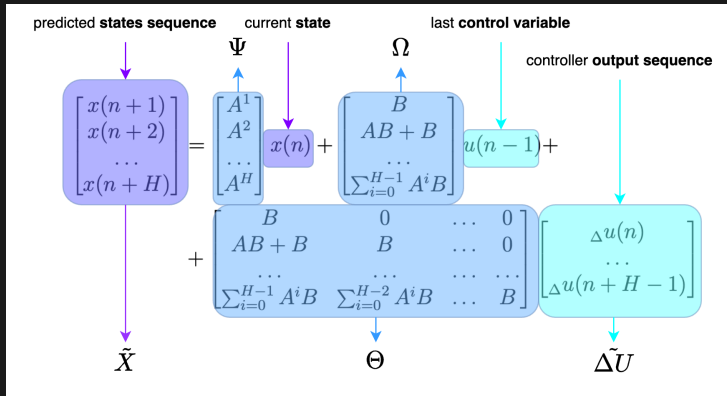 predicted states sequence current state last control variable
Ψ Ω controller output sequence
[x(n + 1) x(n + 2) ... x(n + H)] = [A^1 A^2 ... A^H] x(n) + [B AB + B ... ∑_{i=0}^{H−1} A^i B] u(n − 1) +
+ [B 0 ... 0
AB + B B ... 0
... ... ... ...
∑_{i=0}^{H−1} A^i B ∑_{i=0}^{H−2} A^i B ... B] [Δu(n) ... Δu(n + H − 1)]
X̃ Θ ΔŨ